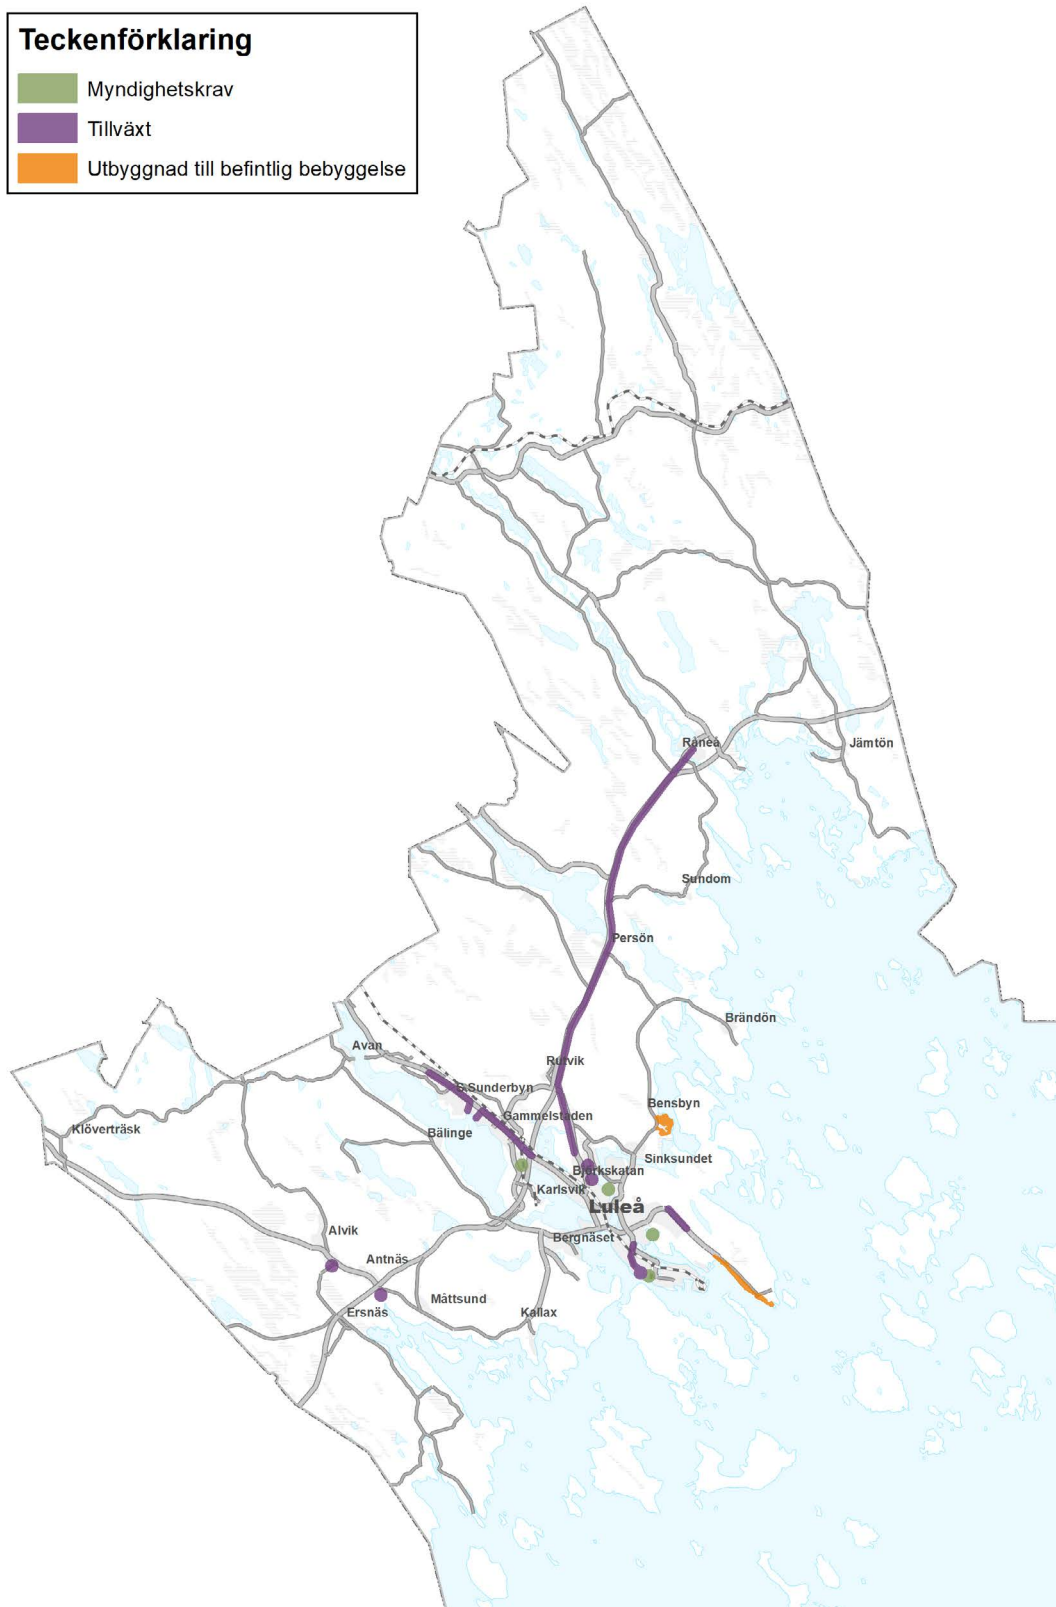 Teckenförklaring
Myndighetskrav
Tillväxt
Utbyggnad till befintlig bebyggelse
Råneå
Jämtön
Sundom
Persön
Brändön
Avan
Rutvik
S.Sunderbyn
Bensbyn
Gammelstaden
Klöverträsk
Bälinge
Sinksundet
Björkskatan
Karlsvik
Luleå
Alvik
Bergnäset
Antnäs
Måttsund
Ersnäs
Kallax